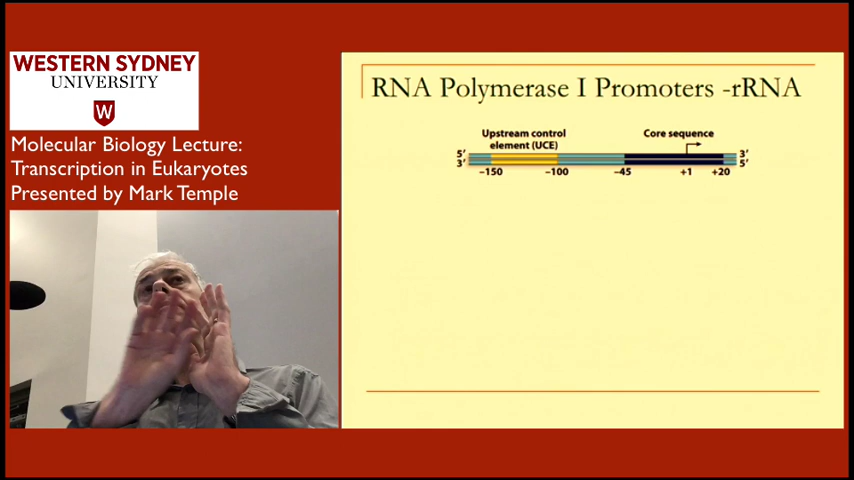 WESTERN SYDNEY
UNIVERSITY
W
Molecular Biology Lecture:
Transcription in Eukaryotes
Presented by Mark Temple
RNA Polymerase I Promoters -rRNA
Upstream control
element (UCE)
Core sequence
5′ 3′
3′ 5′
–150 –100 –45 +1 +20